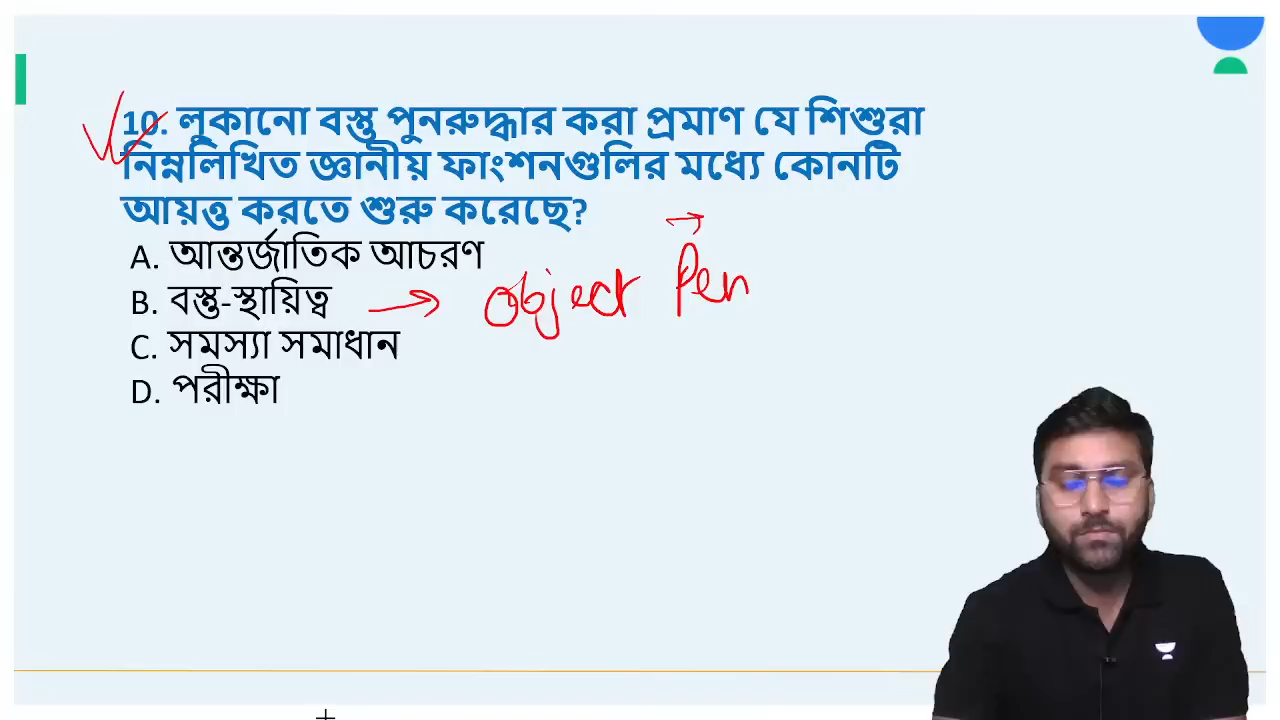 10. লুকানো বস্তু পুনরুদ্ধার করা প্রমাণ যে শিশুরা
নিম্নলিখিত জ্ঞানীয় ফাংশনগুলির মধ্যে কোনটি
আয়ত্ত করতে শুরু করেছে?
A. আন্তর্জাতিক আচরণ
B. বস্তু-স্থায়িত্ব → object Pen
C. সমস্যা সমাধান
D. পরীক্ষা